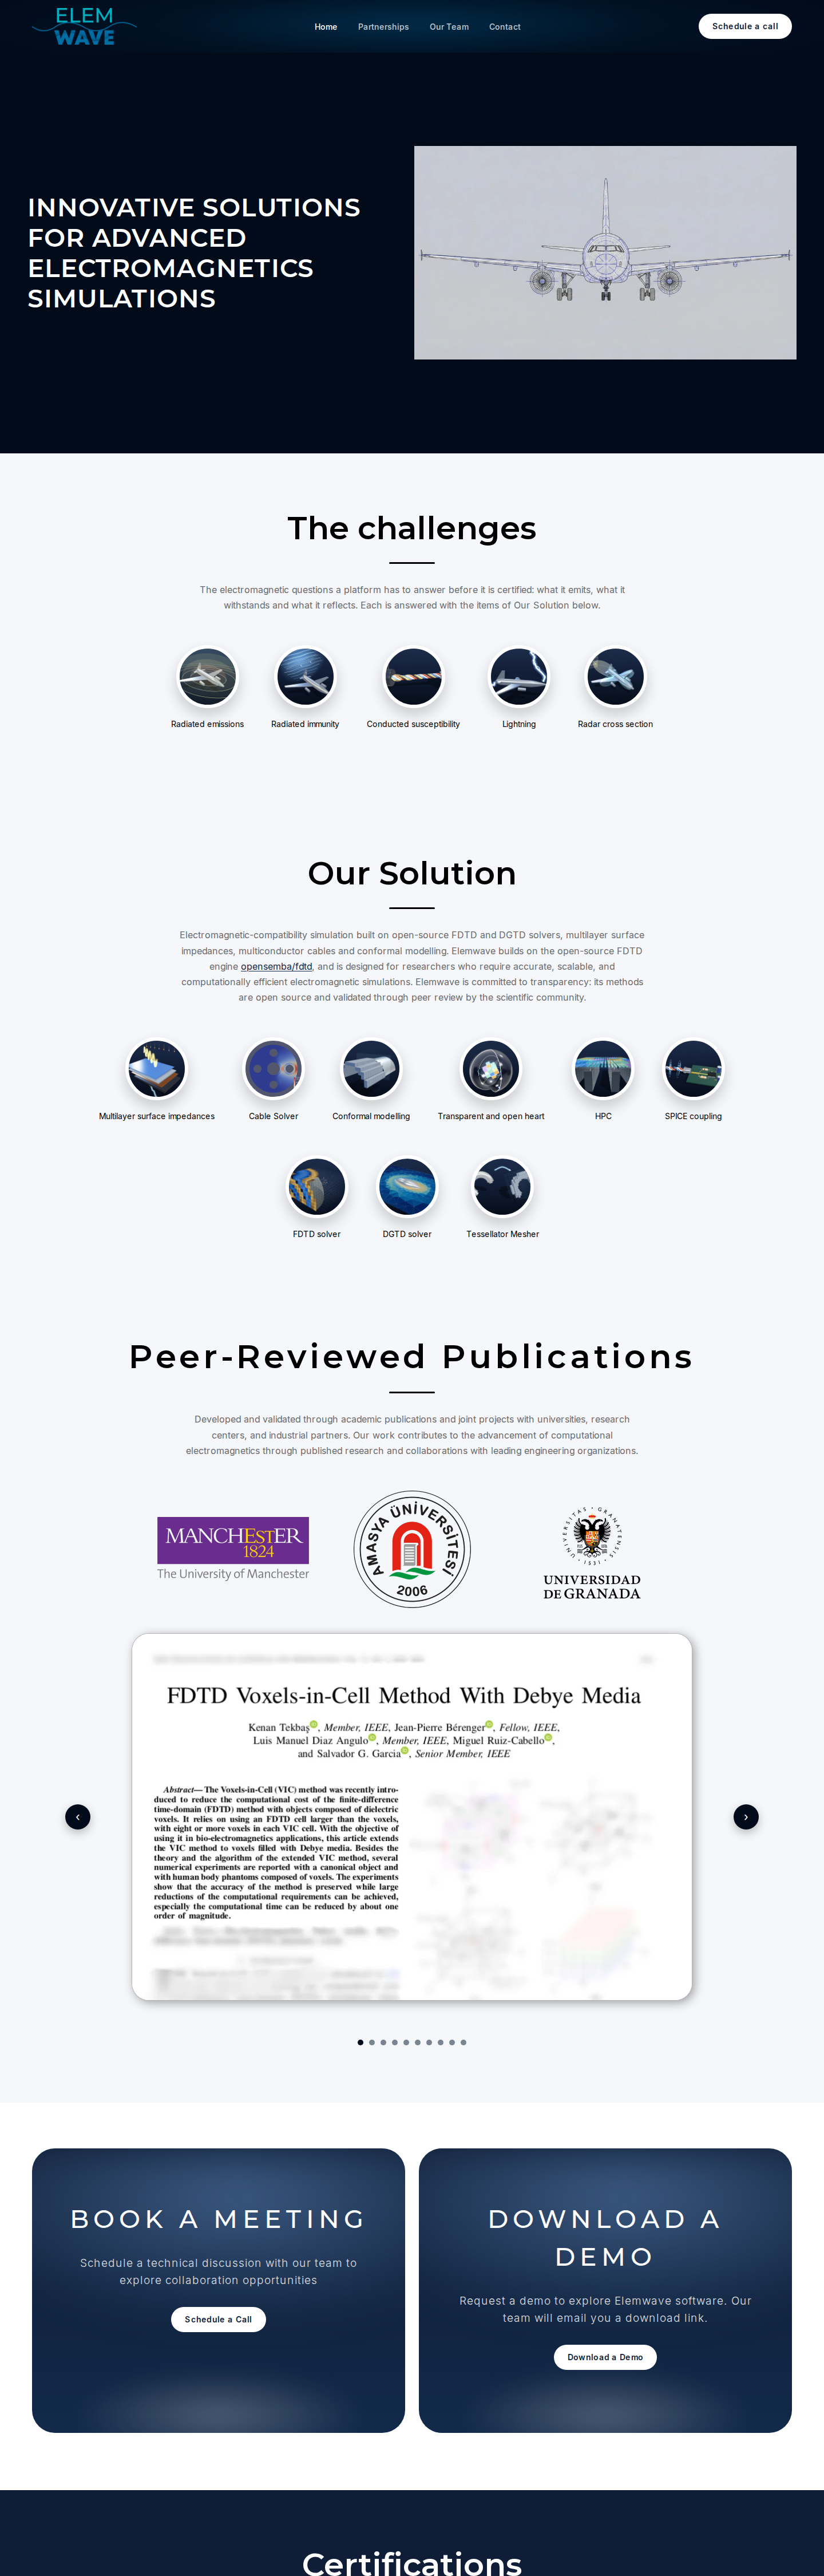 ELEM
WAVE
Home Partnerships Our Team Contact
Schedule a call
INNOVATIVE SOLUTIONS
FOR ADVANCED
ELECTROMAGNETICS
SIMULATIONS
The challenges
The electromagnetic questions a platform has to answer before it is certified: what it emits, what it
withstands and what it reflects. Each is answered with the items of Our Solution below.
Radiated emissions Radiated immunity Conducted susceptibility Lightning Radar cross section
Our Solution
Electromagnetic-compatibility simulation built on open-source FDTD and DGTD solvers, multilayer surface
impedances, multiconductor cables and conformal modelling. Elemwave builds on the open-source FDTD
engine opensemba/fdtd, and is designed for researchers who require accurate, scalable, and
computationally efficient electromagnetic simulations. Elemwave is committed to transparency: its methods
are open source and validated through peer review by the scientific community.
Multilayer surface impedances Cable Solver Conformal modelling Transparent and open heart HPC SPICE coupling
FDTD solver DGTD solver Tessellator Mesher
Peer-Reviewed Publications
Developed and validated through academic publications and joint projects with universities, research
centers, and industrial partners. Our work contributes to the advancement of computational
electromagnetics through published research and collaborations with leading engineering organizations.
MANCHESTER
1824
The University of Manchester
AMASYA ÜNİVERSİTESİ
2006
UNIVERSITAS · GRANATENSIS · 1531 ·
UNIVERSIDAD
DE GRANADA
FDTD Voxels-in-Cell Method With Debye Media
Kenan Tekbaş, Member, IEEE, Jean-Pierre Bérenger, Fellow, IEEE,
Luis Manuel Diaz Angulo, Member, IEEE, Miguel Ruiz-Cabello,
and Salvador G. Garcia, Senior Member, IEEE
Abstract—The Voxels-in-Cell (VIC) method was recently intro-
duced to reduce the computational cost of the finite-difference
time-domain (FDTD) method with objects composed of dielectric
voxels. It relies on using an FDTD cell larger than the voxels,
with eight or more voxels in each VIC cell. With the objective of
using it in bio-electromagnetics applications, this article extends
the VIC method to voxels filled with Debye media. Besides the
theory and the algorithm of the extended VIC method, several
numerical experiments are reported with a canonical object and
with human body phantoms composed of voxels. The experiments
show that the accuracy of the method is preserved while large
reductions of the computational requirements can be achieved,
especially the computational time can be reduced by about one
order of magnitude.
‹
›
BOOK A MEETING
Schedule a technical discussion with our team to
explore collaboration opportunities
Schedule a Call
DOWNLOAD A
DEMO
Request a demo to explore Elemwave software. Our
team will email you a download link.
Download a Demo
Certifications